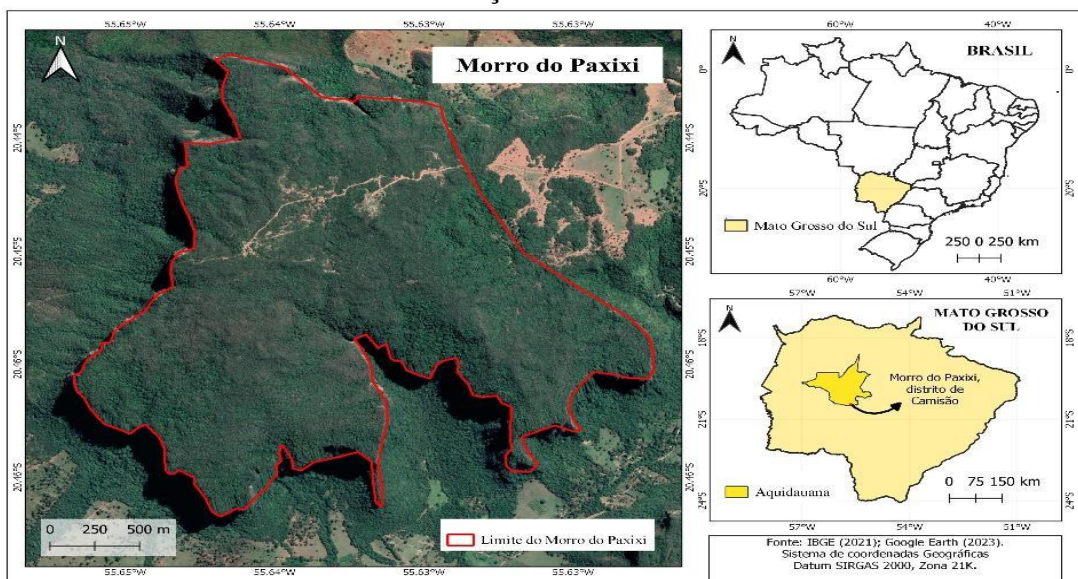 55.65°W 55.64°W 55.63°W 55.63°W
N
Morro do Paxixi
20.44°S
20.45°S
20.46°S
20.46°S
20.44°S
20.45°S
20.46°S
20.46°S
0 250 500 m
Limite do Morro do Paxixi
55.65°W 55.64°W 55.63°W 55.63°W
60°W 40°W
N
BRASIL
0°
20°S
0°
20°S
Mato Grosso do Sul
250 0 250 km
60°W 40°W
57°W 54°W 51°W
N
MATO GROSSO
DO SUL
18°S
21°S
24°S
18°S
21°S
24°S
Morro do Paxixi,
distrito de
Camisão
Aquidauana
0 75 150 km
57°W 54°W 51°W
Fonte: IBGE (2021); Google Earth (2023).
Sistema de coordenadas Geográficas
Datum SIRGAS 2000, Zona 21K.